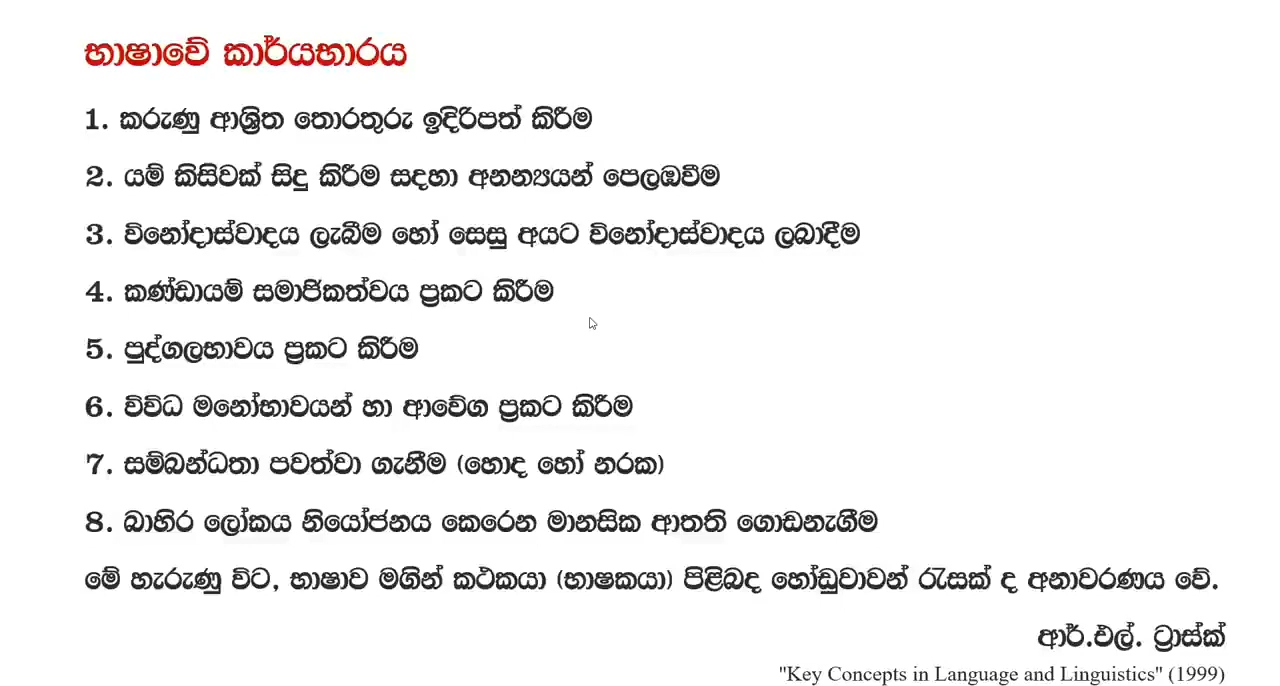 භාෂාවේ කාර්යභාරය
1. කරුණු ආශ්‍රිත තොරතුරු ඉදිරිපත් කිරීම
2. යම් කිසිවක් සිදු කිරීම සදහා අනන්‍යයන් පෙලඹවීම
3. විනෝදාස්වාදය ලැබීම හෝ සෙසු අයට විනෝදාස්වාදය ලබාදීම
4. කණ්ඩායම් සමාජිකත්වය ප්‍රකට කිරීම
5. පුද්ගලභාවය ප්‍රකට කිරීම
6. විවිධ මනෝභාවයන් හා ආවේග ප්‍රකට කිරීම
7. සම්බන්ධතා පවත්වා ගැනීම (හොද හෝ නරක)
8. බාහිර ලෝකය නියෝජනය කෙරෙන මානසික ආතති ගොඩනැගීම
මේ හැරුණු විට, භාෂාව මගින් කථකයා (භාෂකයා) පිළිබද හෝඩුවාවන් රැසක් ද අනාවරණය වේ.
ආර්.එල්. ට්‍රාස්ක්
"Key Concepts in Language and Linguistics" (1999)